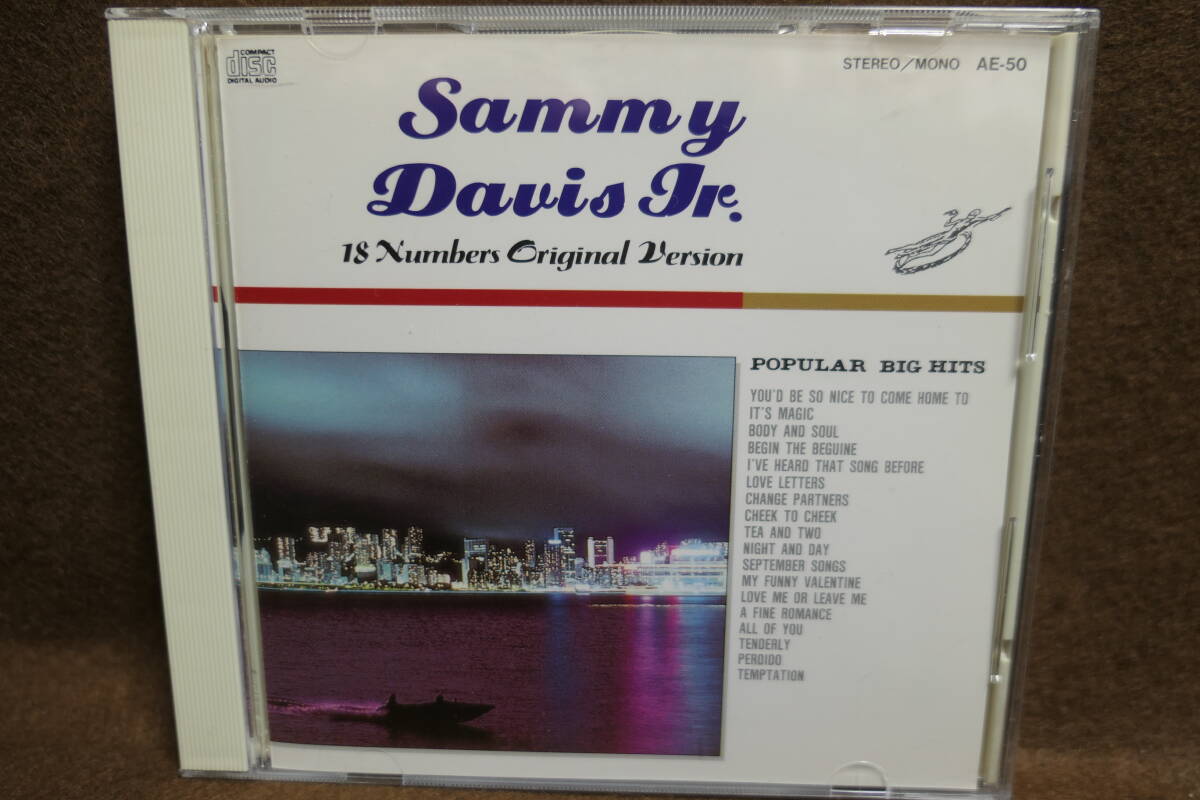 COMPACT
disc
DIGITAL AUDIO
STEREO/MONO AE-50
Sammy
Davis Jr.
18 Numbers Original Version
POPULAR BIG HITS
YOU'D BE SO NICE TO COME HOME TO
IT'S MAGIC
BODY AND SOUL
BEGIN THE BEGUINE
I'VE HEARD THAT SONG BEFORE
LOVE LETTERS
CHANGE PARTNERS
CHEEK TO CHEEK
TEA AND TWO
NIGHT AND DAY
SEPTEMBER SONGS
MY FUNNY VALENTINE
LOVE ME OR LEAVE ME
A FINE ROMANCE
ALL OF YOU
TENDERLY
PERDIDO
TEMPTATION